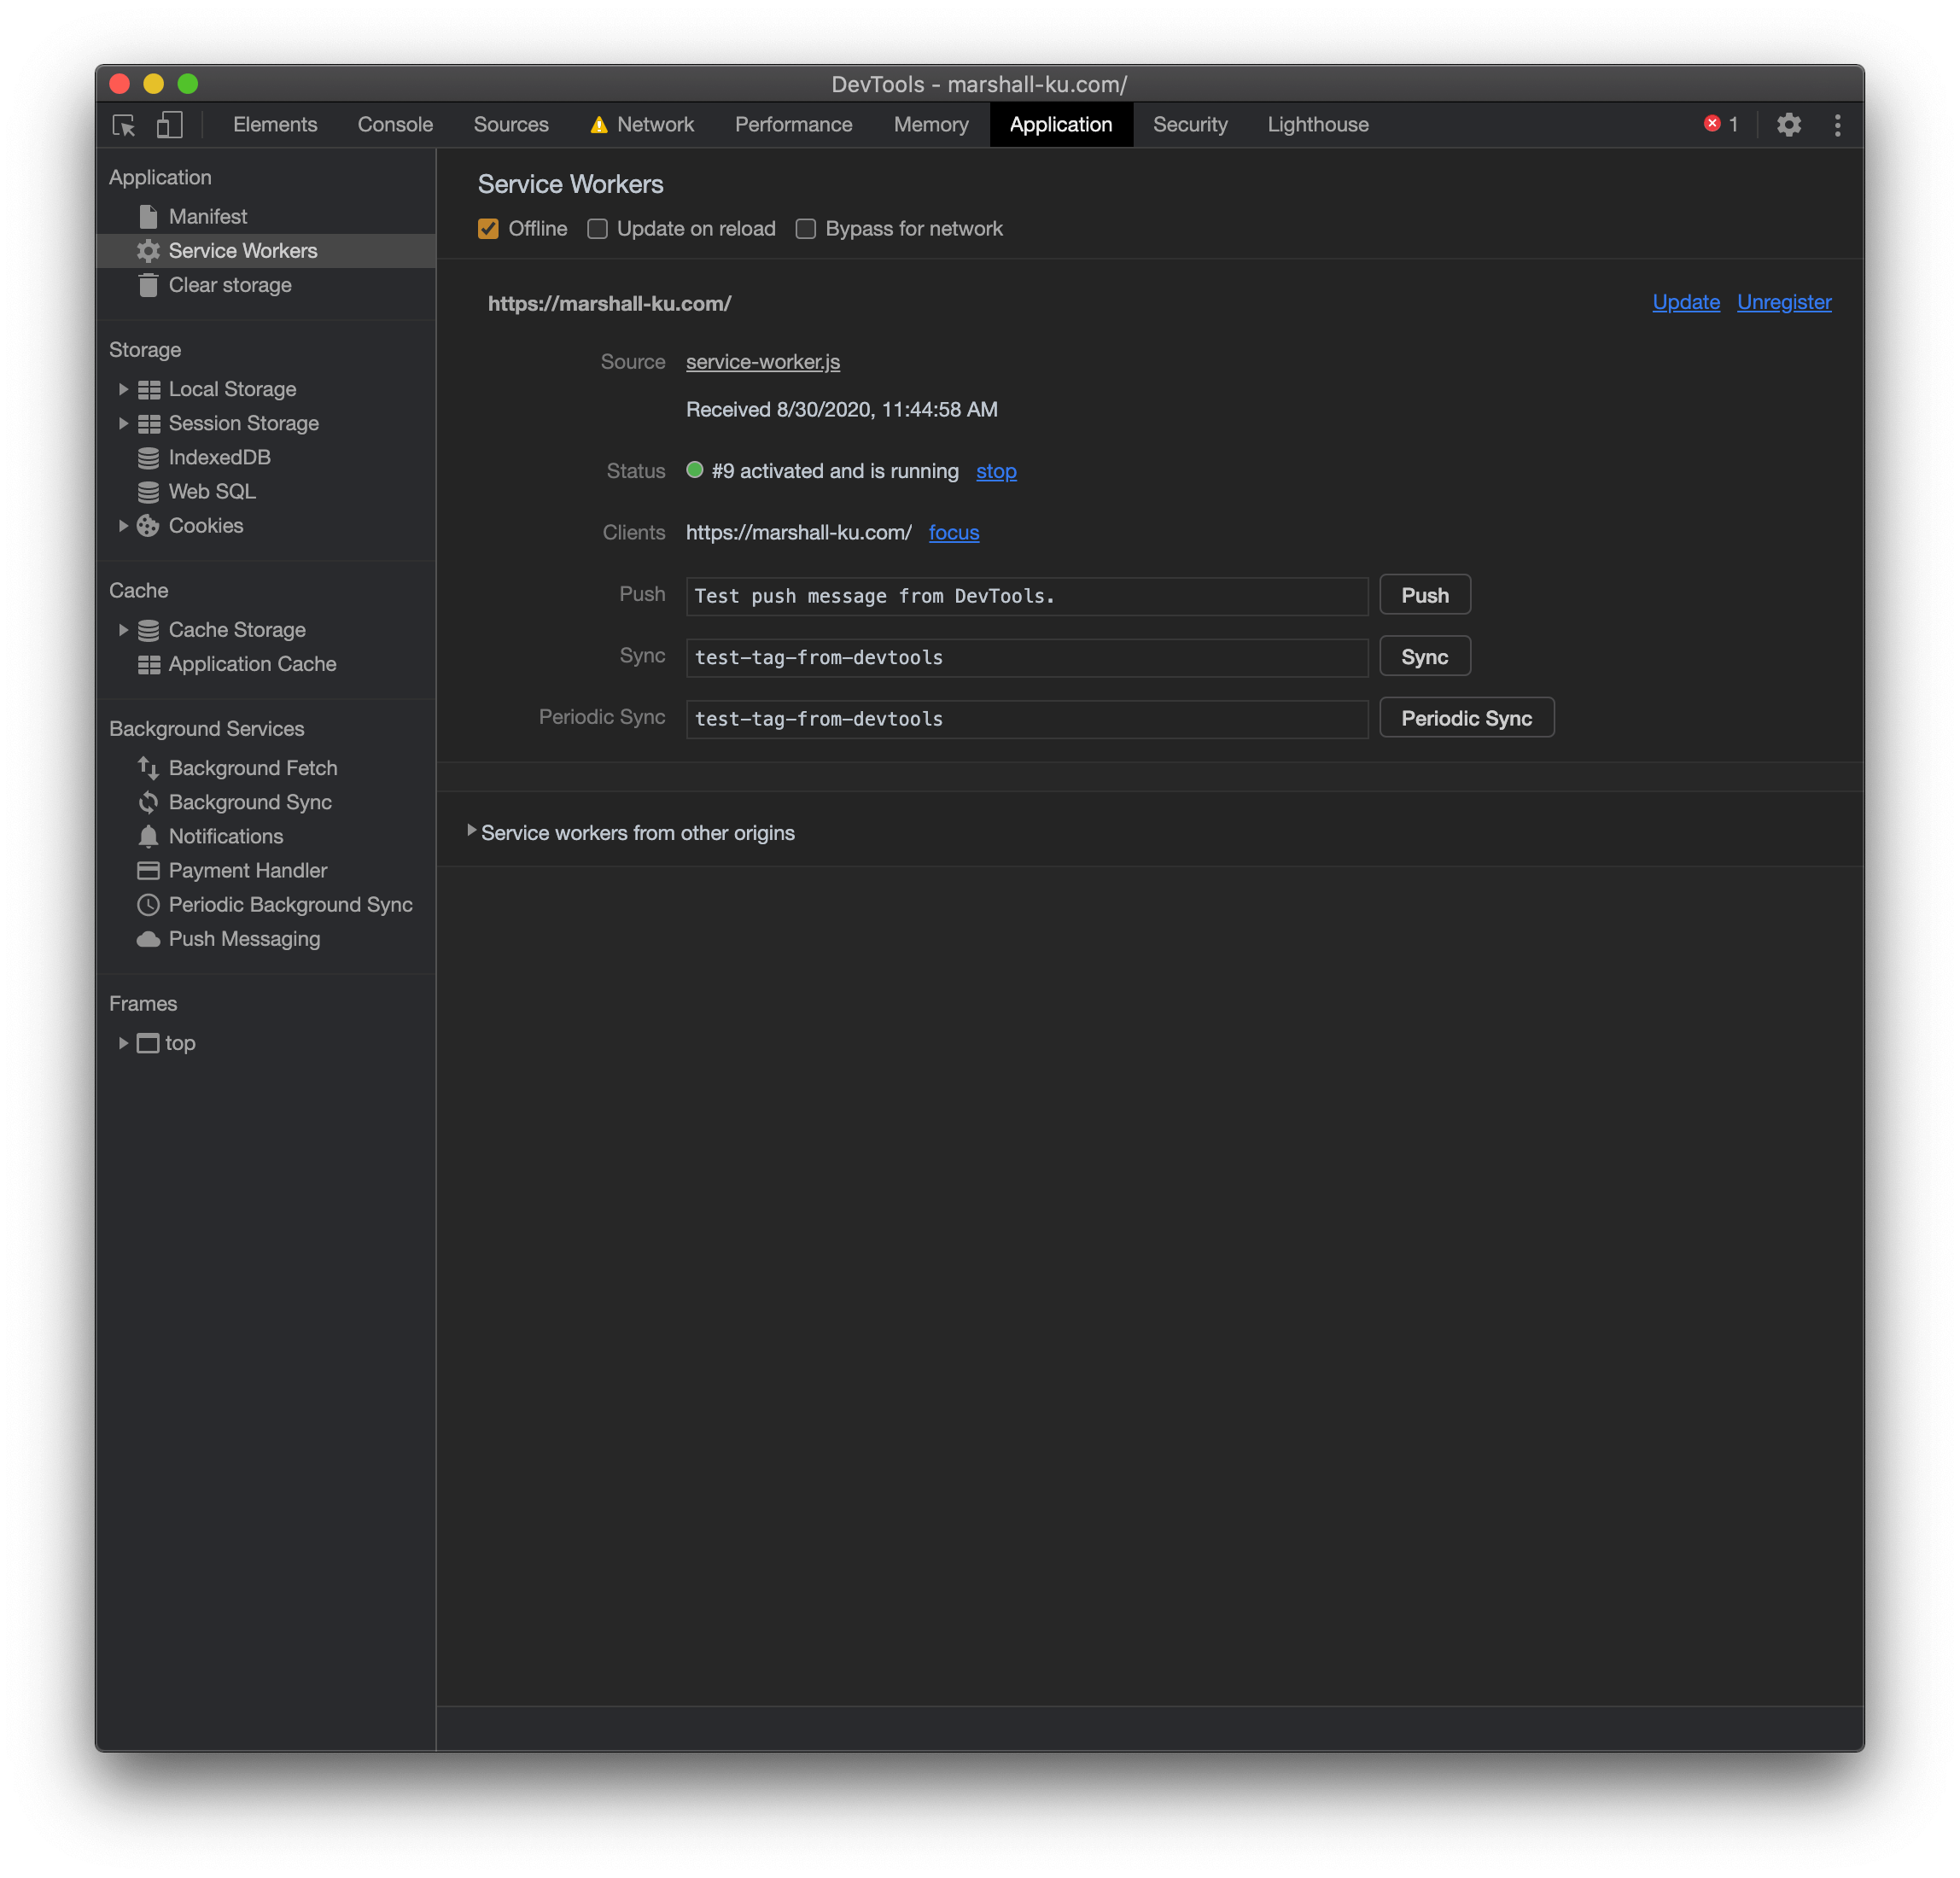 DevTools - marshall-ku.com/
Elements Console Sources Network Performance Memory Application Security Lighthouse 1
Application
Manifest
Service Workers
Clear storage
Storage
Local Storage
Session Storage
IndexedDB
Web SQL
Cookies
Cache
Cache Storage
Application Cache
Background Services
Background Fetch
Background Sync
Notifications
Payment Handler
Periodic Background Sync
Push Messaging
Frames
top
Service Workers
Offline Update on reload Bypass for network
https://marshall-ku.com/ Update Unregister
Source service-worker.js
Received 8/30/2020, 11:44:58 AM
Status #9 activated and is running stop
Clients https://marshall-ku.com/ focus
Push Test push message from DevTools. Push
Sync test-tag-from-devtools Sync
Periodic Sync test-tag-from-devtools Periodic Sync
Service workers from other origins